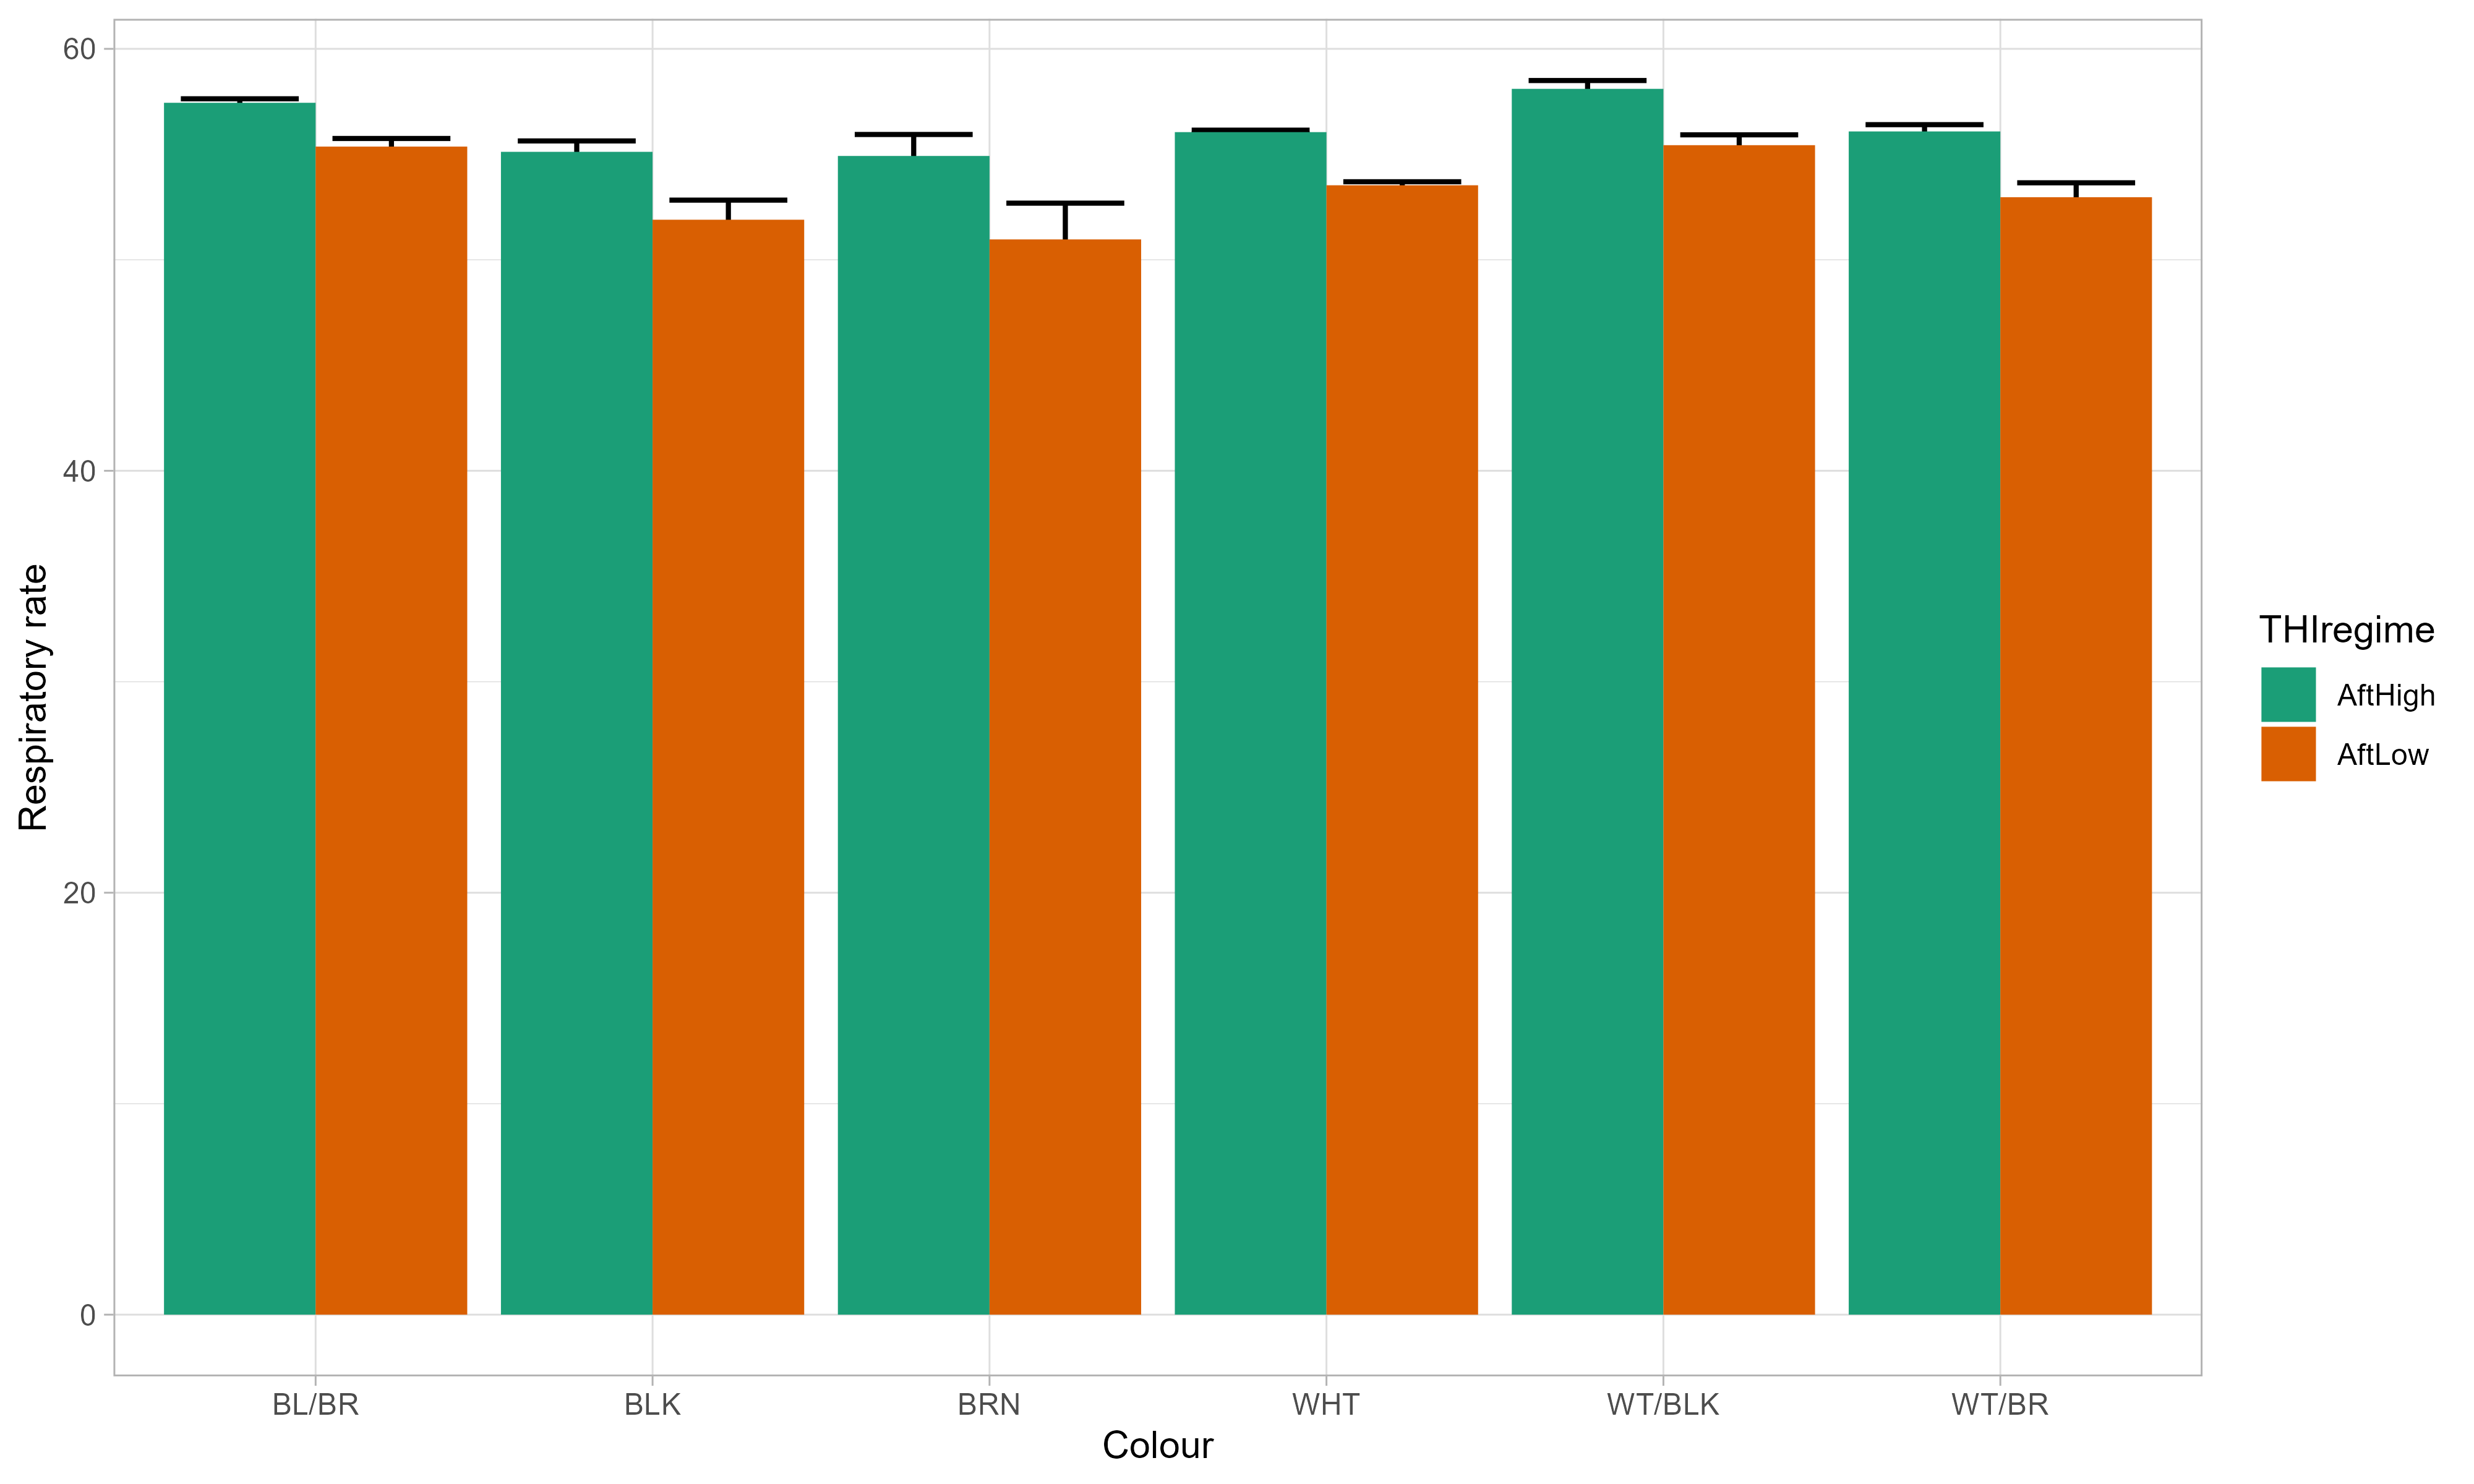 60
40
20
0
Respiratory rate
BL/BR BLK BRN WHT WT/BLK WT/BR
Colour
THIregime
AftHigh
AftLow